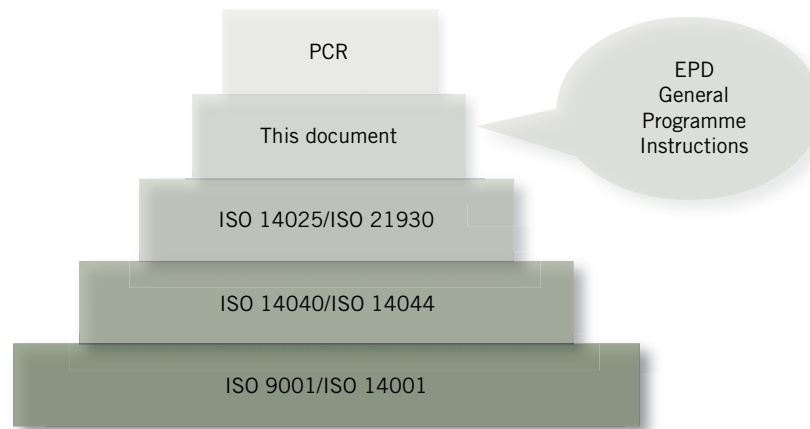 PCR
This document
EPD
General
Programme
Instructions
ISO 14025/ISO 21930
ISO 14040/ISO 14044
ISO 9001/ISO 14001